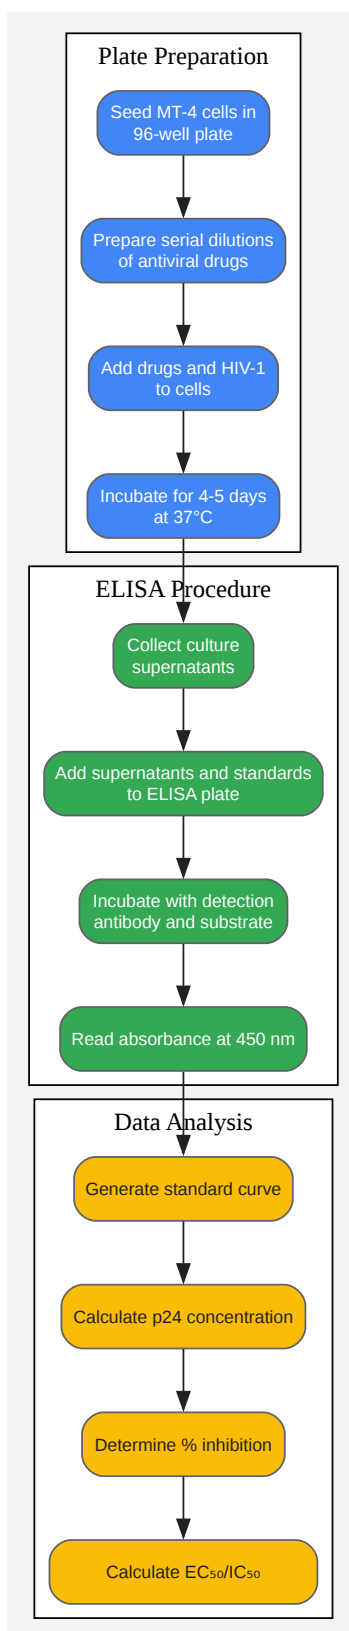 Plate Preparation
Seed MT-4 cells in
96-well plate
Prepare serial dilutions
of antiviral drugs
Add drugs and HIV-1
to cells
Incubate for 4-5 days
at 37°C
ELISA Procedure
Collect culture
supernatants
Add supernatants and standards
to ELISA plate
Incubate with detection
antibody and substrate
Read absorbance at 450 nm
Data Analysis
Generate standard curve
Calculate p24 concentration
Determine % inhibition
Calculate EC₅₀/IC₅₀